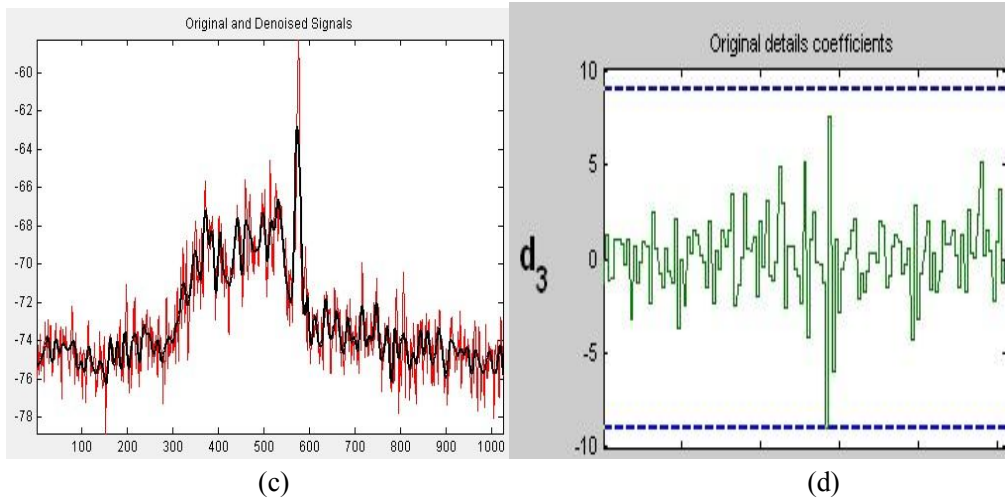 Original and Denoised Signals
-60
-62
-64
-66
-68
-70
-72
-74
-76
-78
100 200 300 400 500 600 700 800 900 1000
(c)
Original details coefficients
10
5
0
-5
-10
d3
(d)